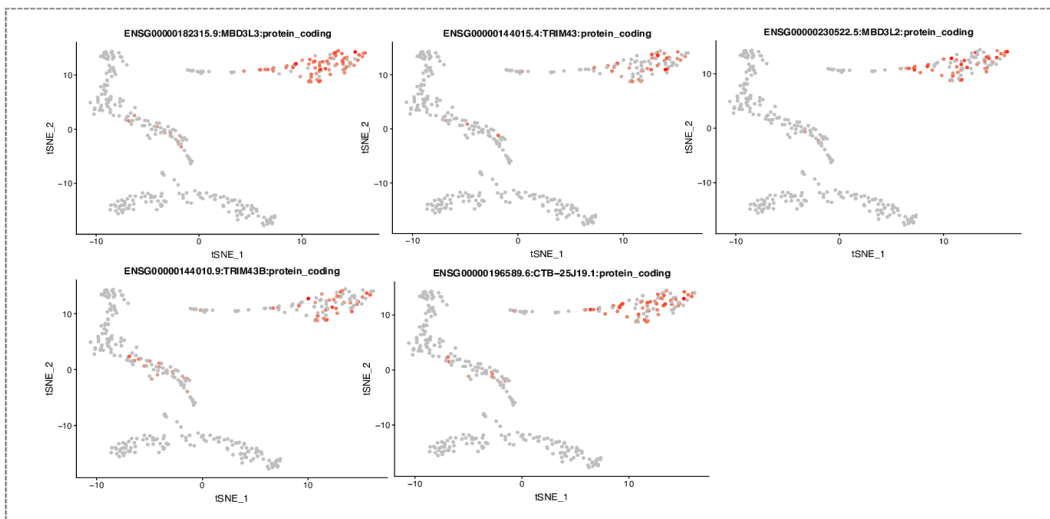 ENSG00000182315.9:MBD3L3:protein_coding
10
0
−10
tSNE_2
−10
0
10
tSNE_1
ENSG00000144015.4:TRIM43:protein_coding
10
0
−10
tSNE_2
−10
0
10
tSNE_1
ENSG00000230522.5:MBD3L2:protein_coding
10
0
−10
tSNE_2
−10
0
10
tSNE_1
ENSG00000144010.9:TRIM43B:protein_coding
10
0
−10
tSNE_2
−10
0
10
tSNE_1
ENSG00000196589.6:CTB−25J19.1:protein_coding
10
0
−10
tSNE_2
−10
0
10
tSNE_1